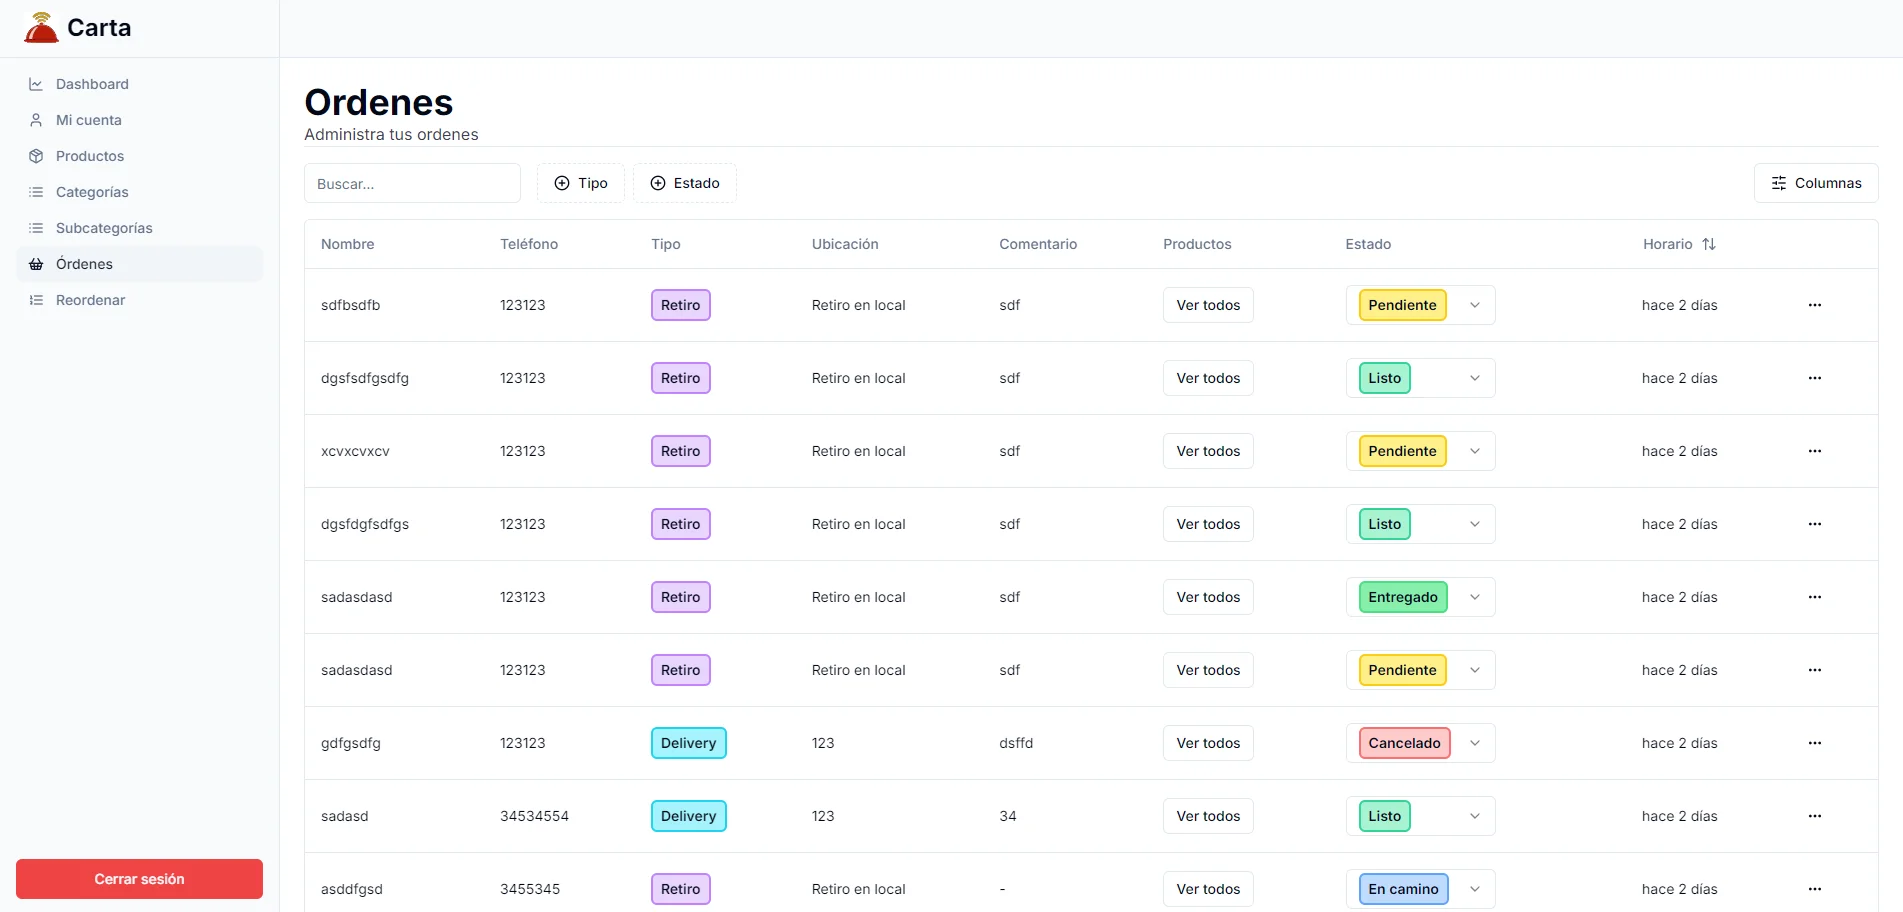 Carta
Dashboard
Mi cuenta
Productos
Categorías
Subcategorías
Órdenes
Reordenar
Cerrar sesión
Ordenes
Administra tus ordenes
Buscar... Tipo Estado Columnas
Nombre Teléfono Tipo Ubicación Comentario Productos Estado Horario
sdfbsdfb 123123 Retiro Retiro en local sdf Ver todos Pendiente hace 2 días
dgsfsdfgsdfg 123123 Retiro Retiro en local sdf Ver todos Listo hace 2 días
xcvxcvxcv 123123 Retiro Retiro en local sdf Ver todos Pendiente hace 2 días
dgsfdgfsdfgs 123123 Retiro Retiro en local sdf Ver todos Listo hace 2 días
sadasdasd 123123 Retiro Retiro en local sdf Ver todos Entregado hace 2 días
sadasdasd 123123 Retiro Retiro en local sdf Ver todos Pendiente hace 2 días
gdfgsdfg 123123 Delivery 123 dsffd Ver todos Cancelado hace 2 días
sadasd 34534554 Delivery 123 34 Ver todos Listo hace 2 días
asddfgsd 3455345 Retiro Retiro en local - Ver todos En camino hace 2 días